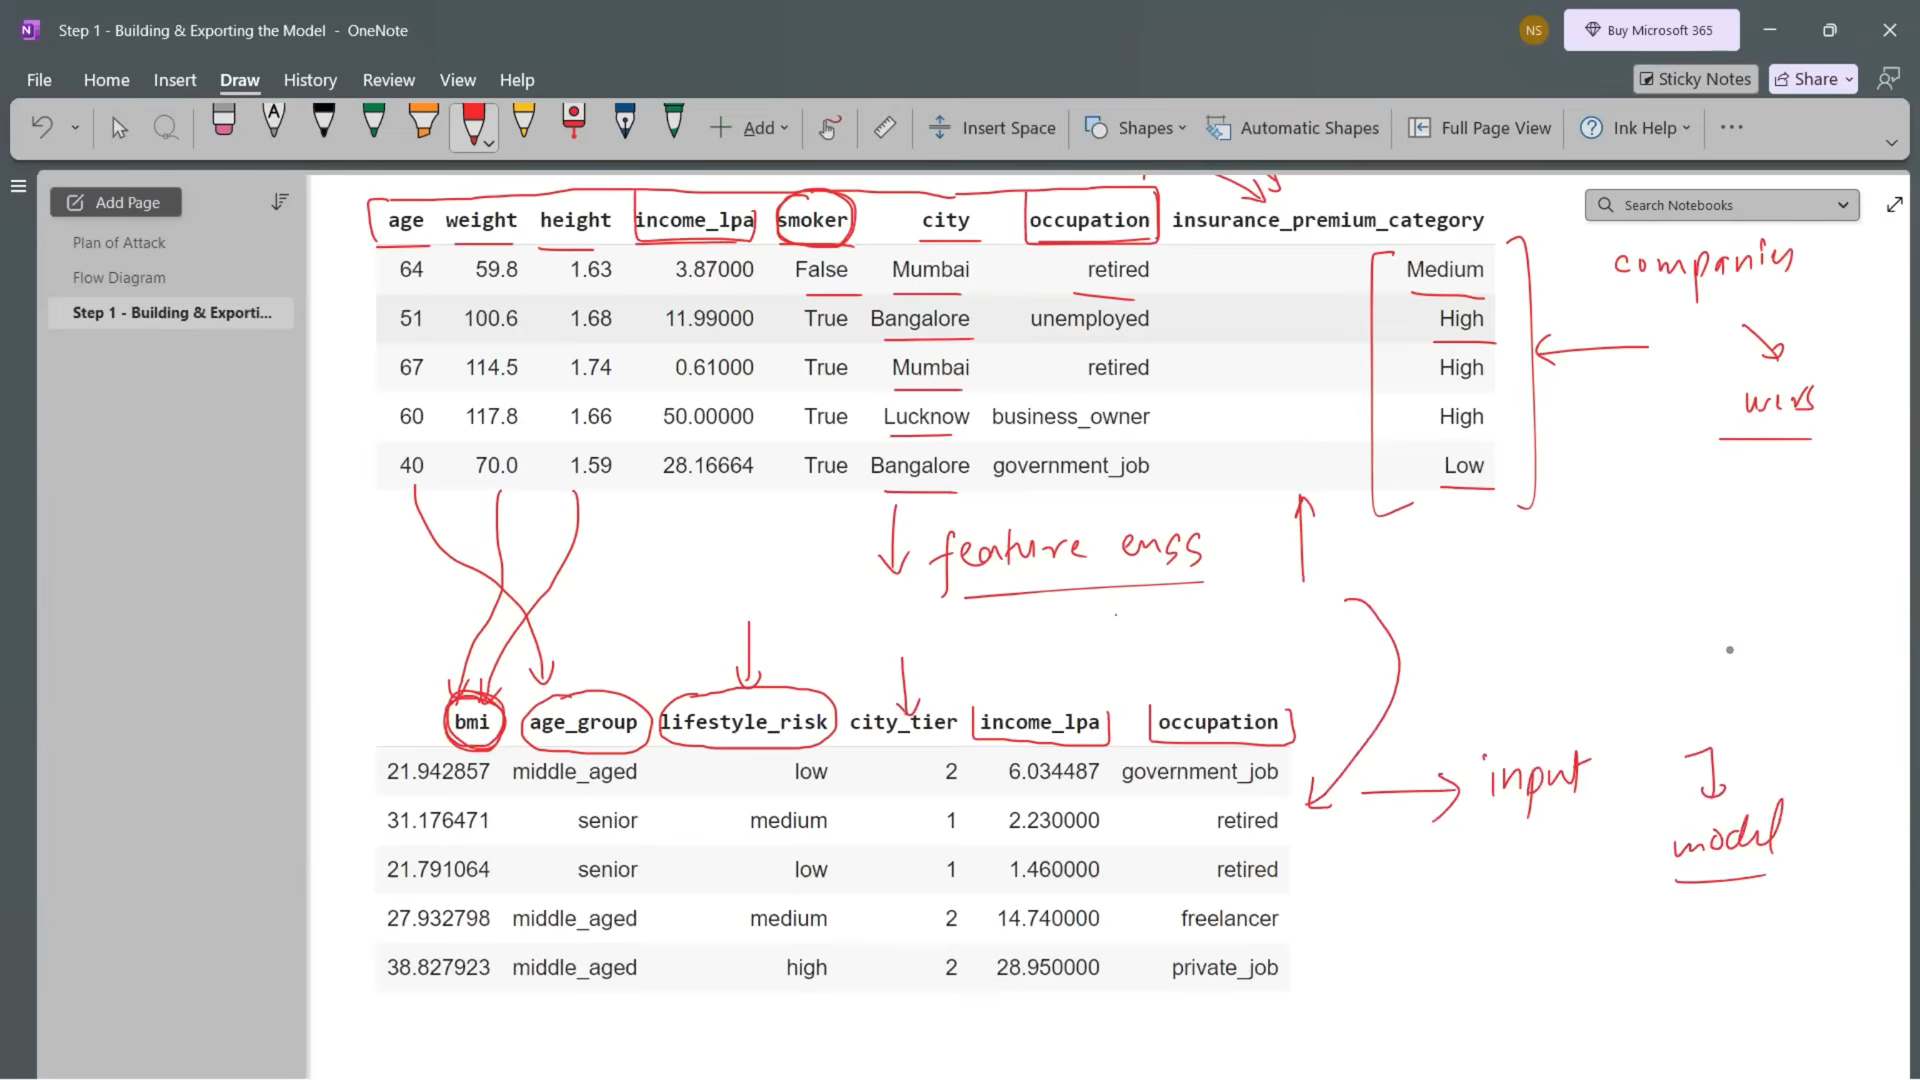 Step 1 - Building & Exporting the Model - OneNote
NS
Buy Microsoft 365
File Home Insert Draw History Review View Help
Sticky Notes Share
Add Insert Space Shapes Automatic Shapes Full Page View Ink Help
Add Page
Search Notebooks
Plan of Attack
Flow Diagram
Step 1 - Building & Exporti...
age weight height income_lpa smoker city occupation insurance_premium_category
64 59.8 1.63 3.87000 False Mumbai retired Medium
51 100.6 1.68 11.99000 True Bangalore unemployed High
67 114.5 1.74 0.61000 True Mumbai retired High
60 117.8 1.66 50.00000 True Lucknow business_owner High
40 70.0 1.59 28.16664 True Bangalore government_job Low
companies
feature engg
bmi age_group lifestyle_risk city_tier income_lpa occupation
21.942857 middle_aged low 2 6.034487 government_job
31.176471 senior medium 1 2.230000 retired
21.791064 senior low 1 1.460000 retired
27.932798 middle_aged medium 2 14.740000 freelancer
38.827923 middle_aged high 2 28.950000 private_job
input
model